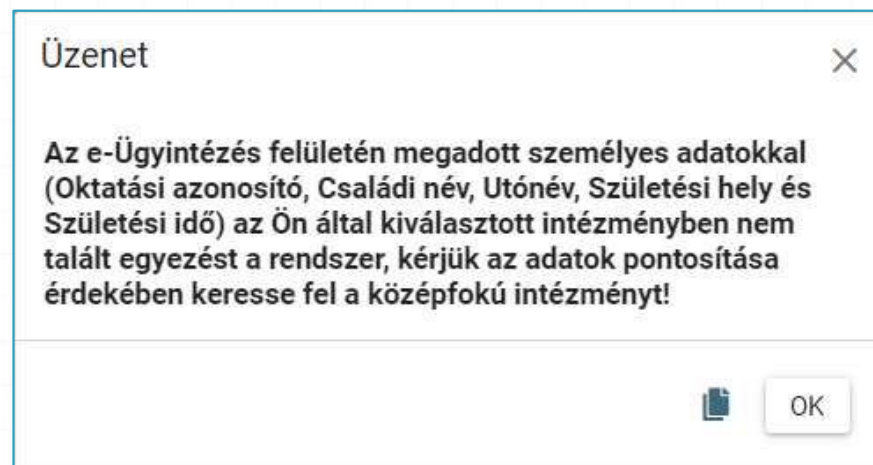 Üzenet
Az e-Ügyintézés felületén megadott személyes adatokkal
(Oktatási azonosító, Családi név, Utónév, Születési hely és
Születési idő) az Ön által kiválasztott intézményben nem
talált egyezést a rendszer, kérjük az adatok pontosítása
érdekében keresse fel a középfokú intézményt!
OK